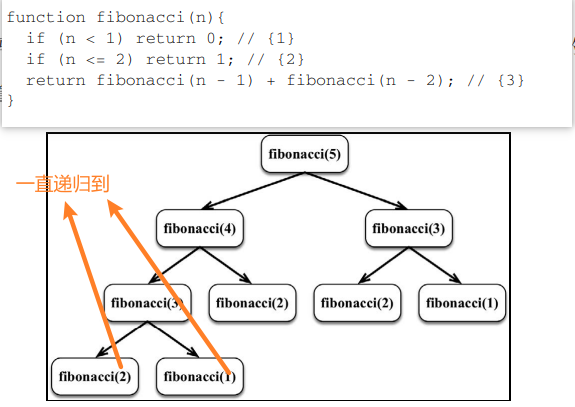 function fibonacci(n){
  if (n < 1) return 0; // {1}
  if (n <= 2) return 1; // {2}
  return fibonacci(n - 1) + fibonacci(n - 2); // {3}
}
fibonacci(5)
一直递归到
fibonacci(4) fibonacci(3)
fibonacci(3) fibonacci(2) fibonacci(2) fibonacci(1)
fibonacci(2) fibonacci(1)